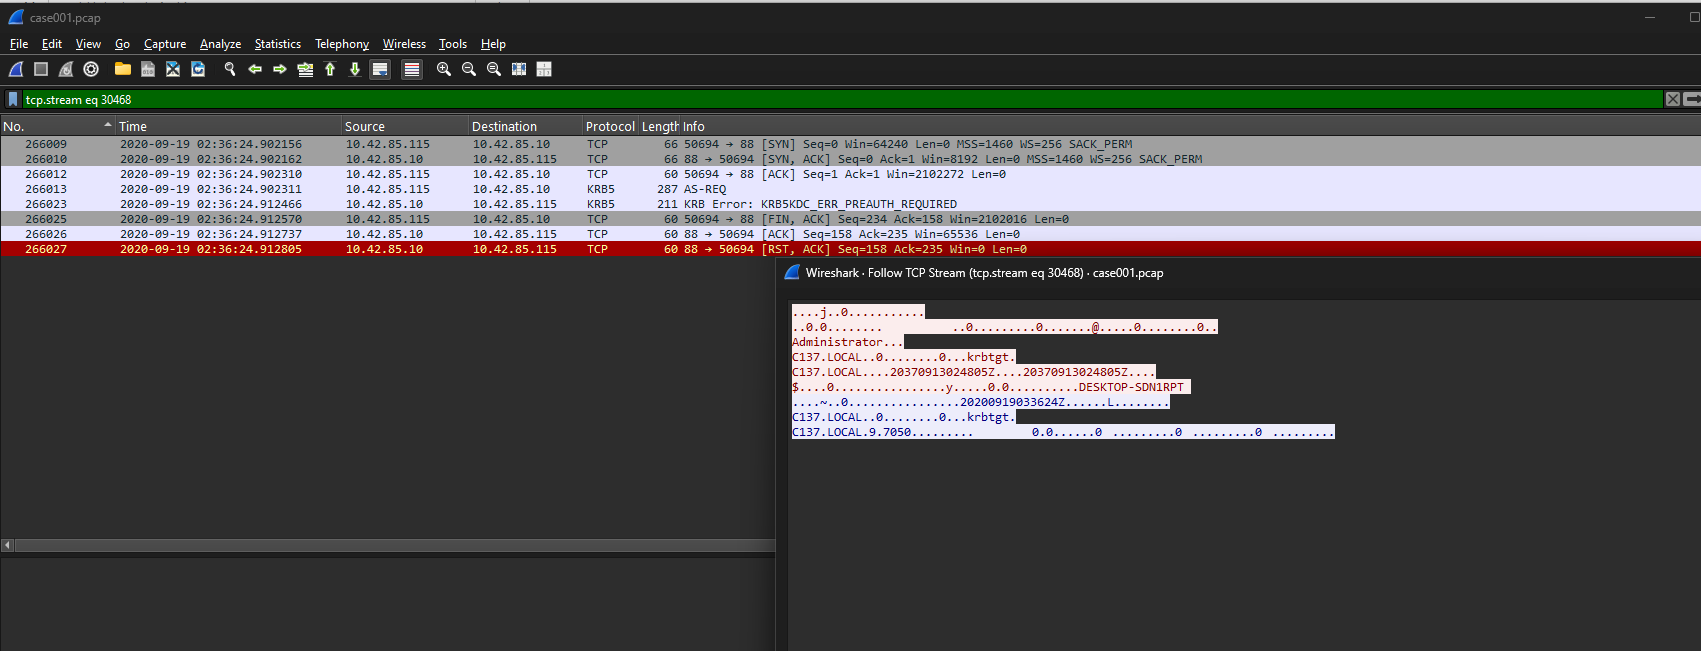 case001.pcap
File Edit View Go Capture Analyze Statistics Telephony Wireless Tools Help
tcp.stream eq 30468
No. Time Source Destination Protocol Length Info
266009 2020-09-19 02:36:24.902156 10.42.85.115 10.42.85.10 TCP 66 50694 → 88 [SYN] Seq=0 Win=64240 Len=0 MSS=1460 WS=256 SACK_PERM
266010 2020-09-19 02:36:24.902162 10.42.85.10 10.42.85.115 TCP 66 88 → 50694 [SYN, ACK] Seq=0 Ack=1 Win=8192 Len=0 MSS=1460 WS=256 SACK_PERM
266012 2020-09-19 02:36:24.902310 10.42.85.115 10.42.85.10 TCP 60 50694 → 88 [ACK] Seq=1 Ack=1 Win=2102272 Len=0
266013 2020-09-19 02:36:24.902311 10.42.85.115 10.42.85.10 KRB5 287 AS-REQ
266023 2020-09-19 02:36:24.912466 10.42.85.10 10.42.85.115 KRB5 211 KRB Error: KRB5KDC_ERR_PREAUTH_REQUIRED
266025 2020-09-19 02:36:24.912570 10.42.85.115 10.42.85.10 TCP 60 50694 → 88 [FIN, ACK] Seq=234 Ack=158 Win=2102016 Len=0
266026 2020-09-19 02:36:24.912737 10.42.85.10 10.42.85.115 TCP 60 88 → 50694 [ACK] Seq=158 Ack=235 Win=65536 Len=0
266027 2020-09-19 02:36:24.912805 10.42.85.10 10.42.85.115 TCP 60 88 → 50694 [RST, ACK] Seq=158 Ack=235 Win=0 Len=0
Wireshark · Follow TCP Stream (tcp.stream eq 30468) · case001.pcap
....j..0...........
..0.0........ ..0.........0.......@.....0........0..
Administrator...
C137.LOCAL..0........0...krbtgt.
C137.LOCAL....20370913024805Z....20370913024805Z....
$....0................y.....0.0..........DESKTOP-SDN1RPT
....~..0................20200919033624Z......L........
C137.LOCAL..0........0...krbtgt.
C137.LOCAL.9.7050......... 0.0......0 .........0 .........0 .........